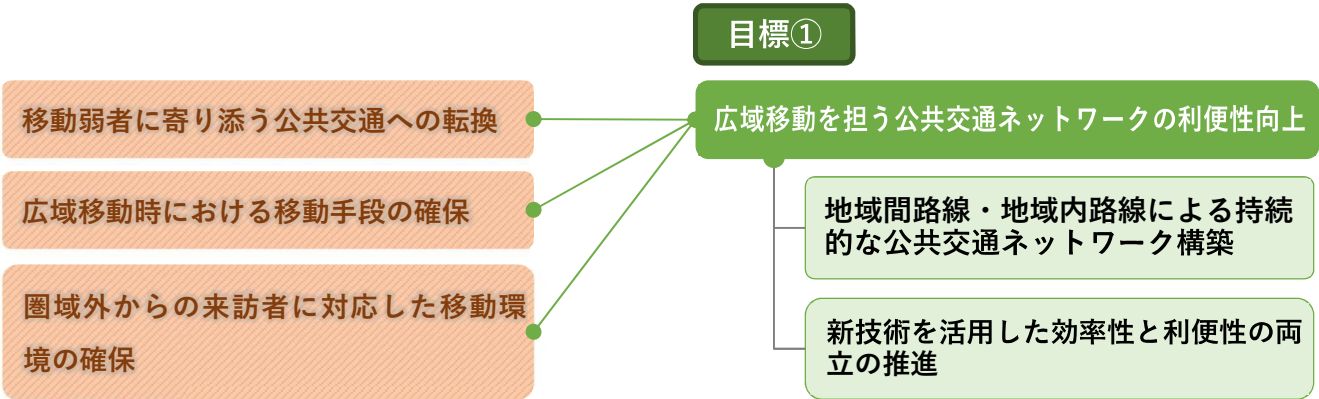 目標①
移動弱者に寄り添う公共交通への転換
広域移動時における移動手段の確保
圏域外からの来訪者に対応した移動環
境の確保
広域移動を担う公共交通ネットワークの利便性向上
地域間路線・地域内路線による持続
的な公共交通ネットワーク構築
新技術を活用した効率性と利便性の両
立の推進